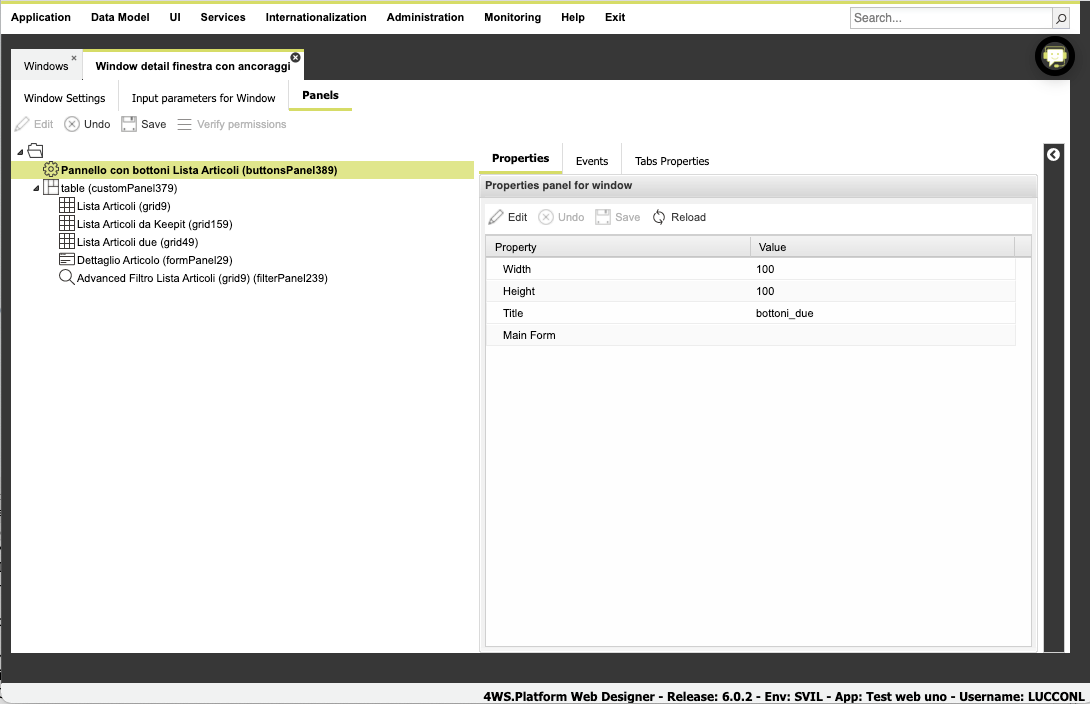 Application Data Model UI Services Internationalization Administration Monitoring Help Exit Search...
Windows Window detail finestra con ancoraggi
Window Settings Input parameters for Window Panels
Edit Undo Save Verify permissions
Pannello con bottoni Lista Articoli (buttonsPanel389)
table (customPanel379)
Lista Articoli (grid9)
Lista Articoli da Keepit (grid159)
Lista Articoli due (grid49)
Dettaglio Articolo (formPanel29)
Advanced Filtro Lista Articoli (grid9) (filterPanel239)
Properties Events Tabs Properties
Properties panel for window
Edit Undo Save Reload
Property Value
Width 100
Height 100
Title bottoni_due
Main Form
4WS.Platform Web Designer - Release: 6.0.2 - Env: SVIL - App: Test web uno - Username: LUCCONL